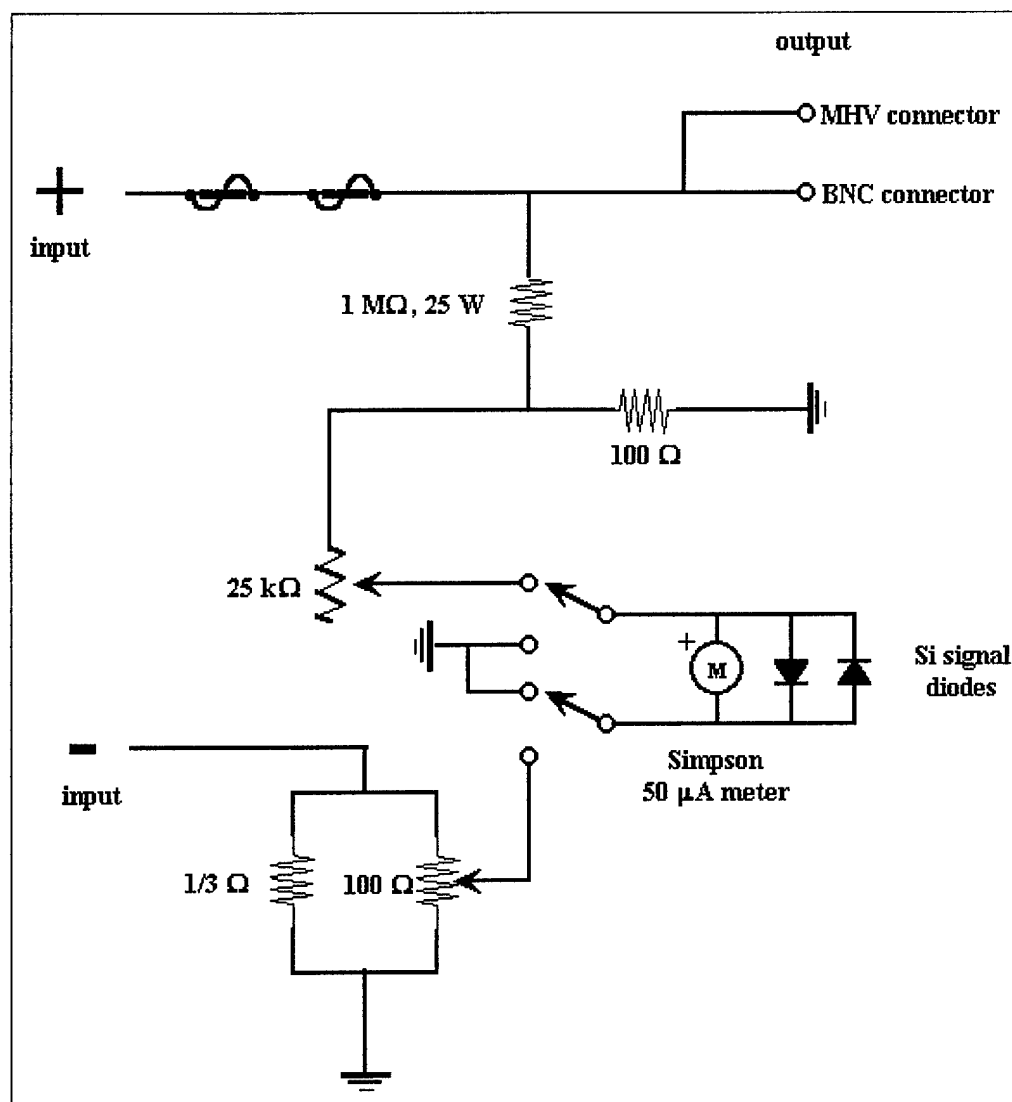 output
MHV connector
+
BNC connector
input
1 MΩ, 25 W
100 Ω
25 kΩ
+
M
Si signal
diodes
-
input
Simpson
50 μA meter
1/3 Ω
100 Ω